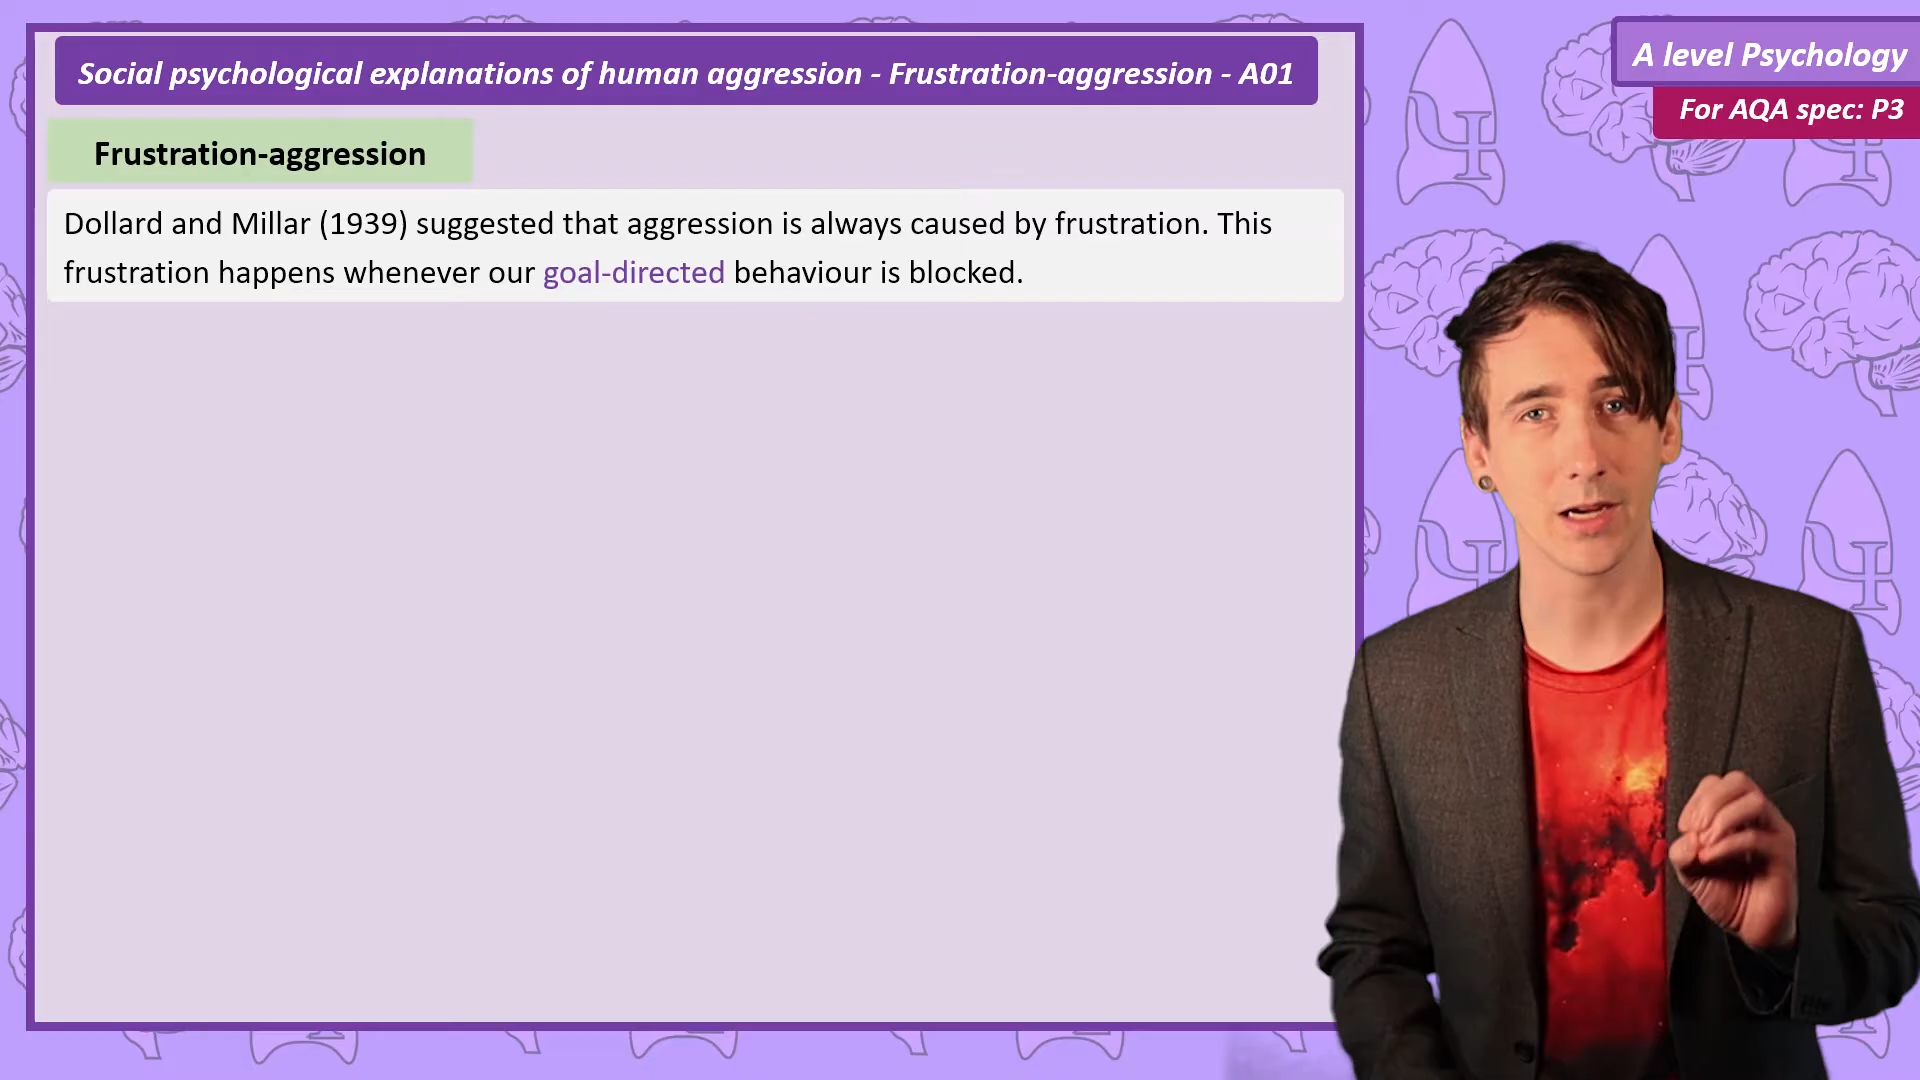 Social psychological explanations of human aggression - Frustration-aggression - A01
A level Psychology
For AQA spec: P3
Frustration-aggression
Dollard and Millar (1939) suggested that aggression is always caused by frustration. This
frustration happens whenever our goal-directed behaviour is blocked.